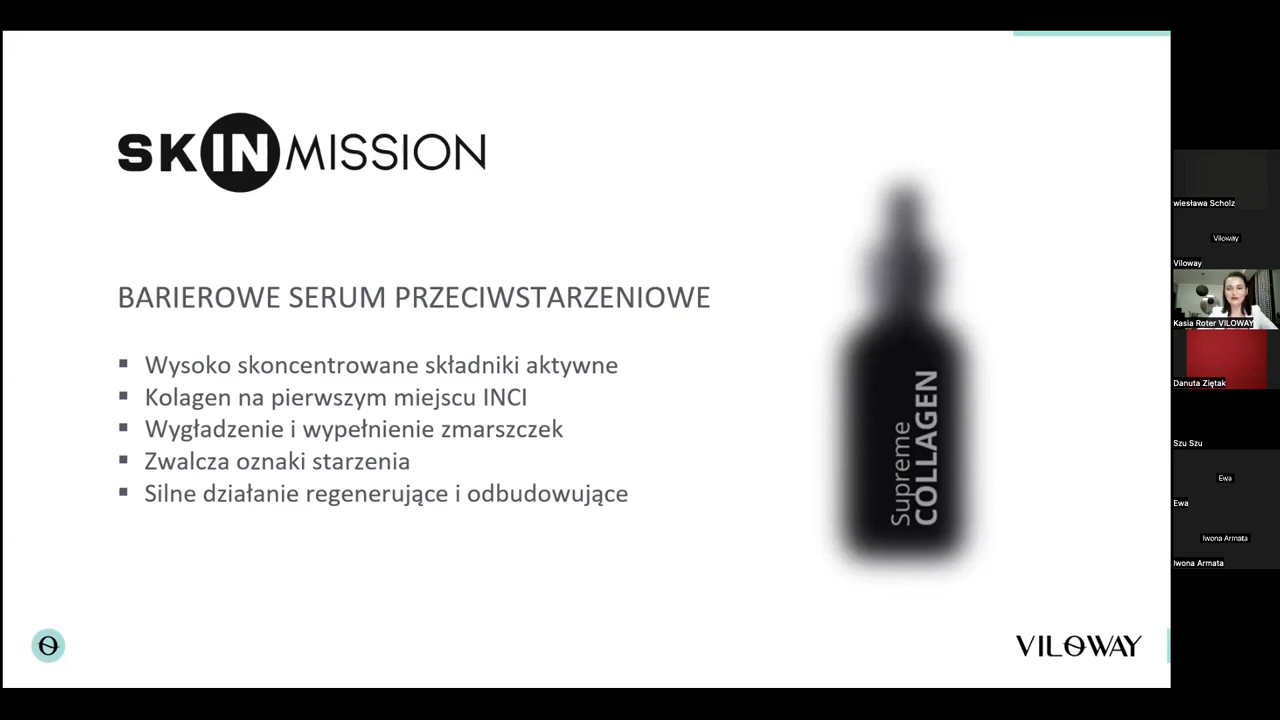 SKINMISSION
BARIEROWE SERUM PRZECIWSTARZENIOWE
▪ Wysoko skoncentrowane składniki aktywne
▪ Kolagen na pierwszym miejscu INCI
▪ Wygładzenie i wypełnienie zmarszczek
▪ Zwalcza oznaki starzenia
▪ Silne działanie regenerujące i odbudowujące
Supreme
COLLAGEN
VILOWAY
wiesława Scholz
Viloway
Viloway
Kasia Roter VILOWAY
Danuta Ziętak
Szu Szu
Ewa
Ewa
Iwona Armata
Iwona Armata